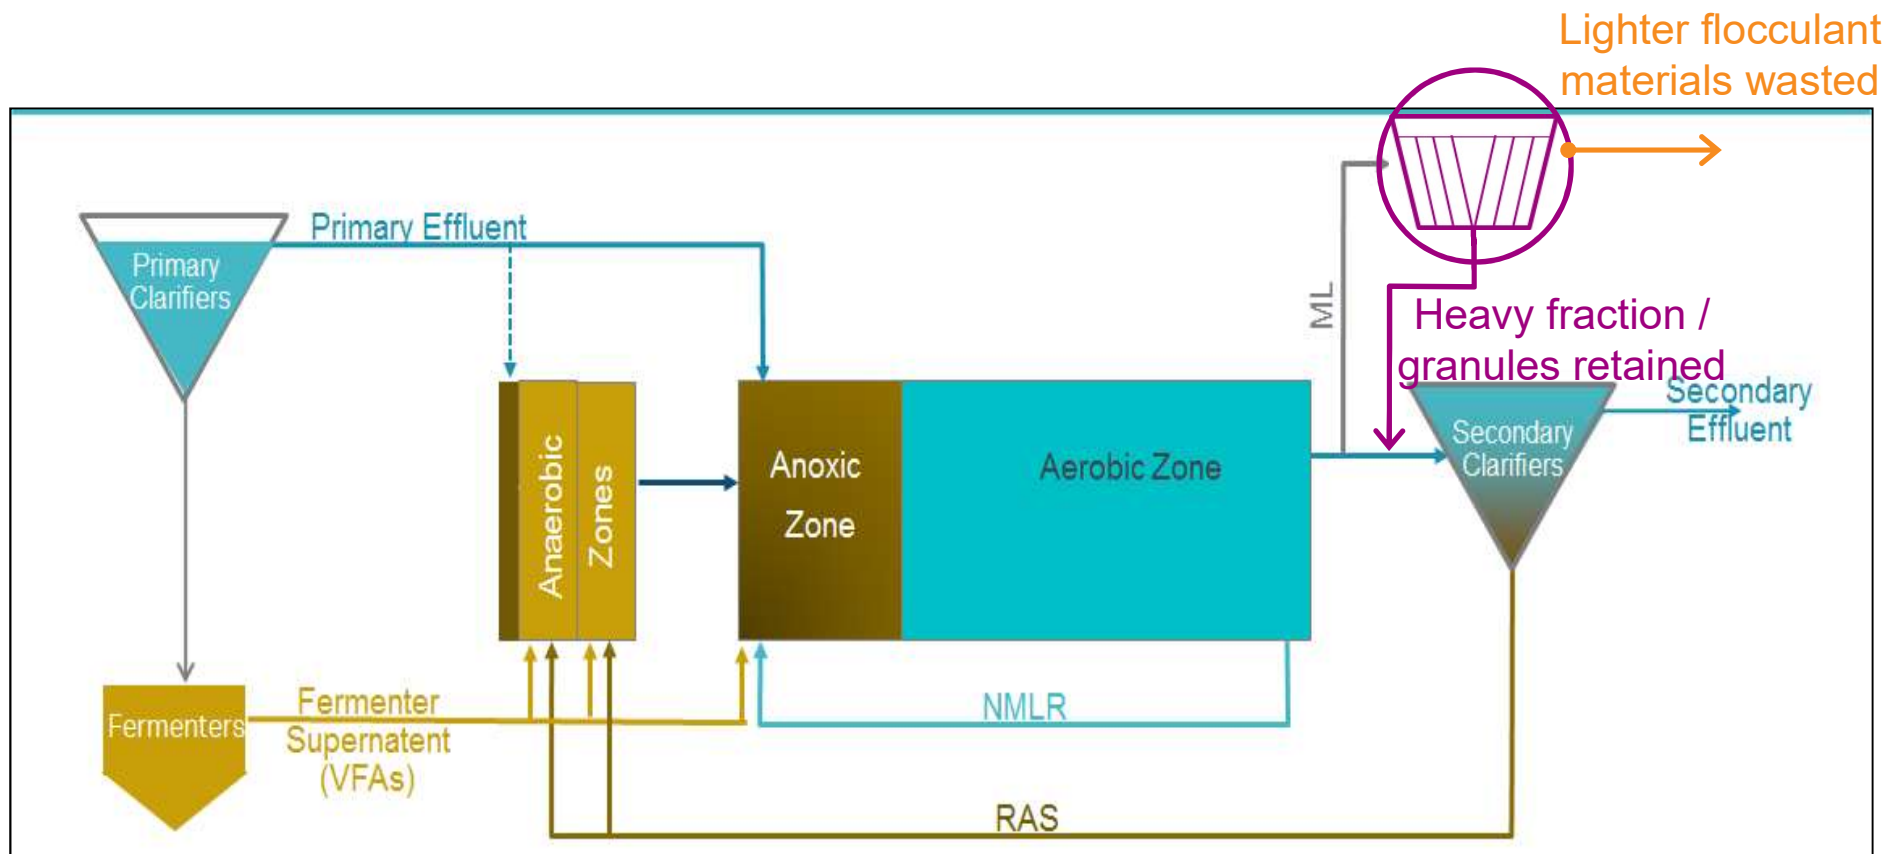 Lighter flocculant
materials wasted
Primary Effluent
Primary
Clarifiers
ML
Heavy fraction /
granules retained
Secondary
Effluent
Secondary
Clarifiers
Anaerobic
Zones
Anoxic
Zone
Aerobic Zone
Fermenters
Fermenter
Supernatent
(VFAs)
NMLR
RAS